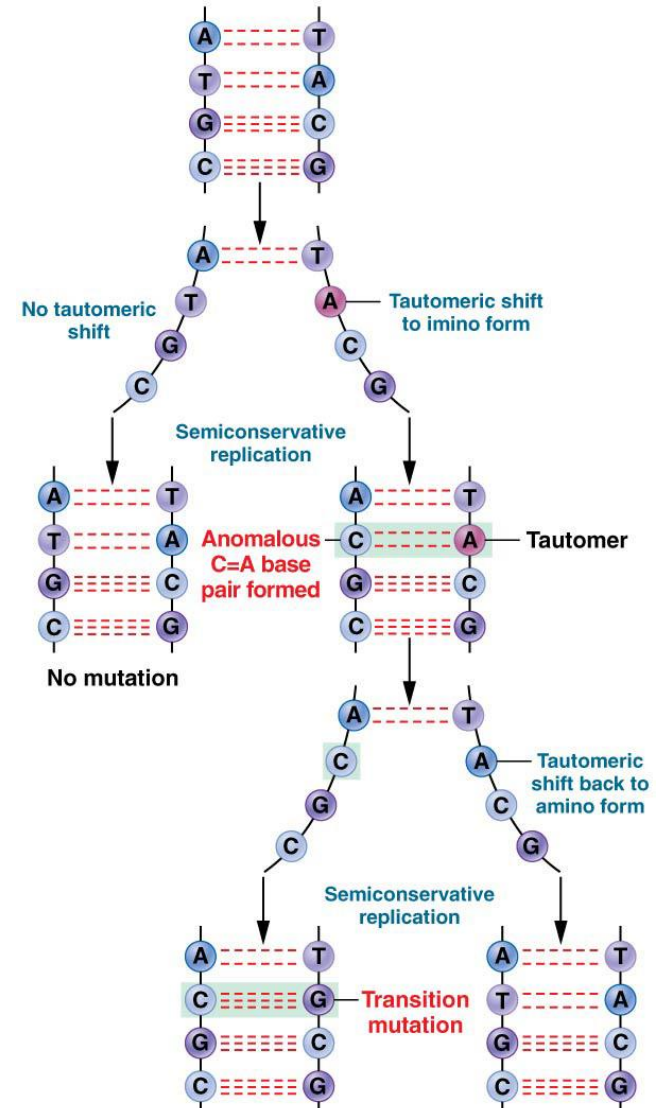 A T
T A
G C
C G
A T
No tautomeric
shift
T A
Tautomeric shift
to imino form
G C
C G
Semiconservative
replication
A T A T
Anomalous
C=A base
pair formed
T A C A
Tautomer
G C G C
C G C G
No mutation
A T
C A
Tautomeric
shift back to
amino form
G C
C G
Semiconservative
replication
A T A T
C G T A
Transition
mutation
G C G C
C G C G